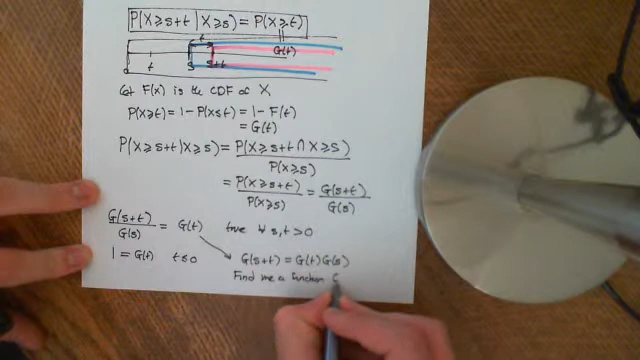 P(X ≥ s+t | X ≥ s) = P(X ≥ t)
t G(t)
t s s+t
Let F(x) is the CDF of X
P(X ≥ t) = 1 - P(X ≤ t) = 1 - F(t)
= G(t)
P(X ≥ s+t | X ≥ s) = P(X ≥ s+t ∩ X ≥ s) / P(X ≥ s)
= P(X ≥ s+t) / P(X ≥ s) = G(s+t) / G(s)
G(s+t) / G(s) = G(t) true ∀ s,t > 0
1 = G(t) t ≤ 0 G(s+t) = G(t)G(s)
Find me a function